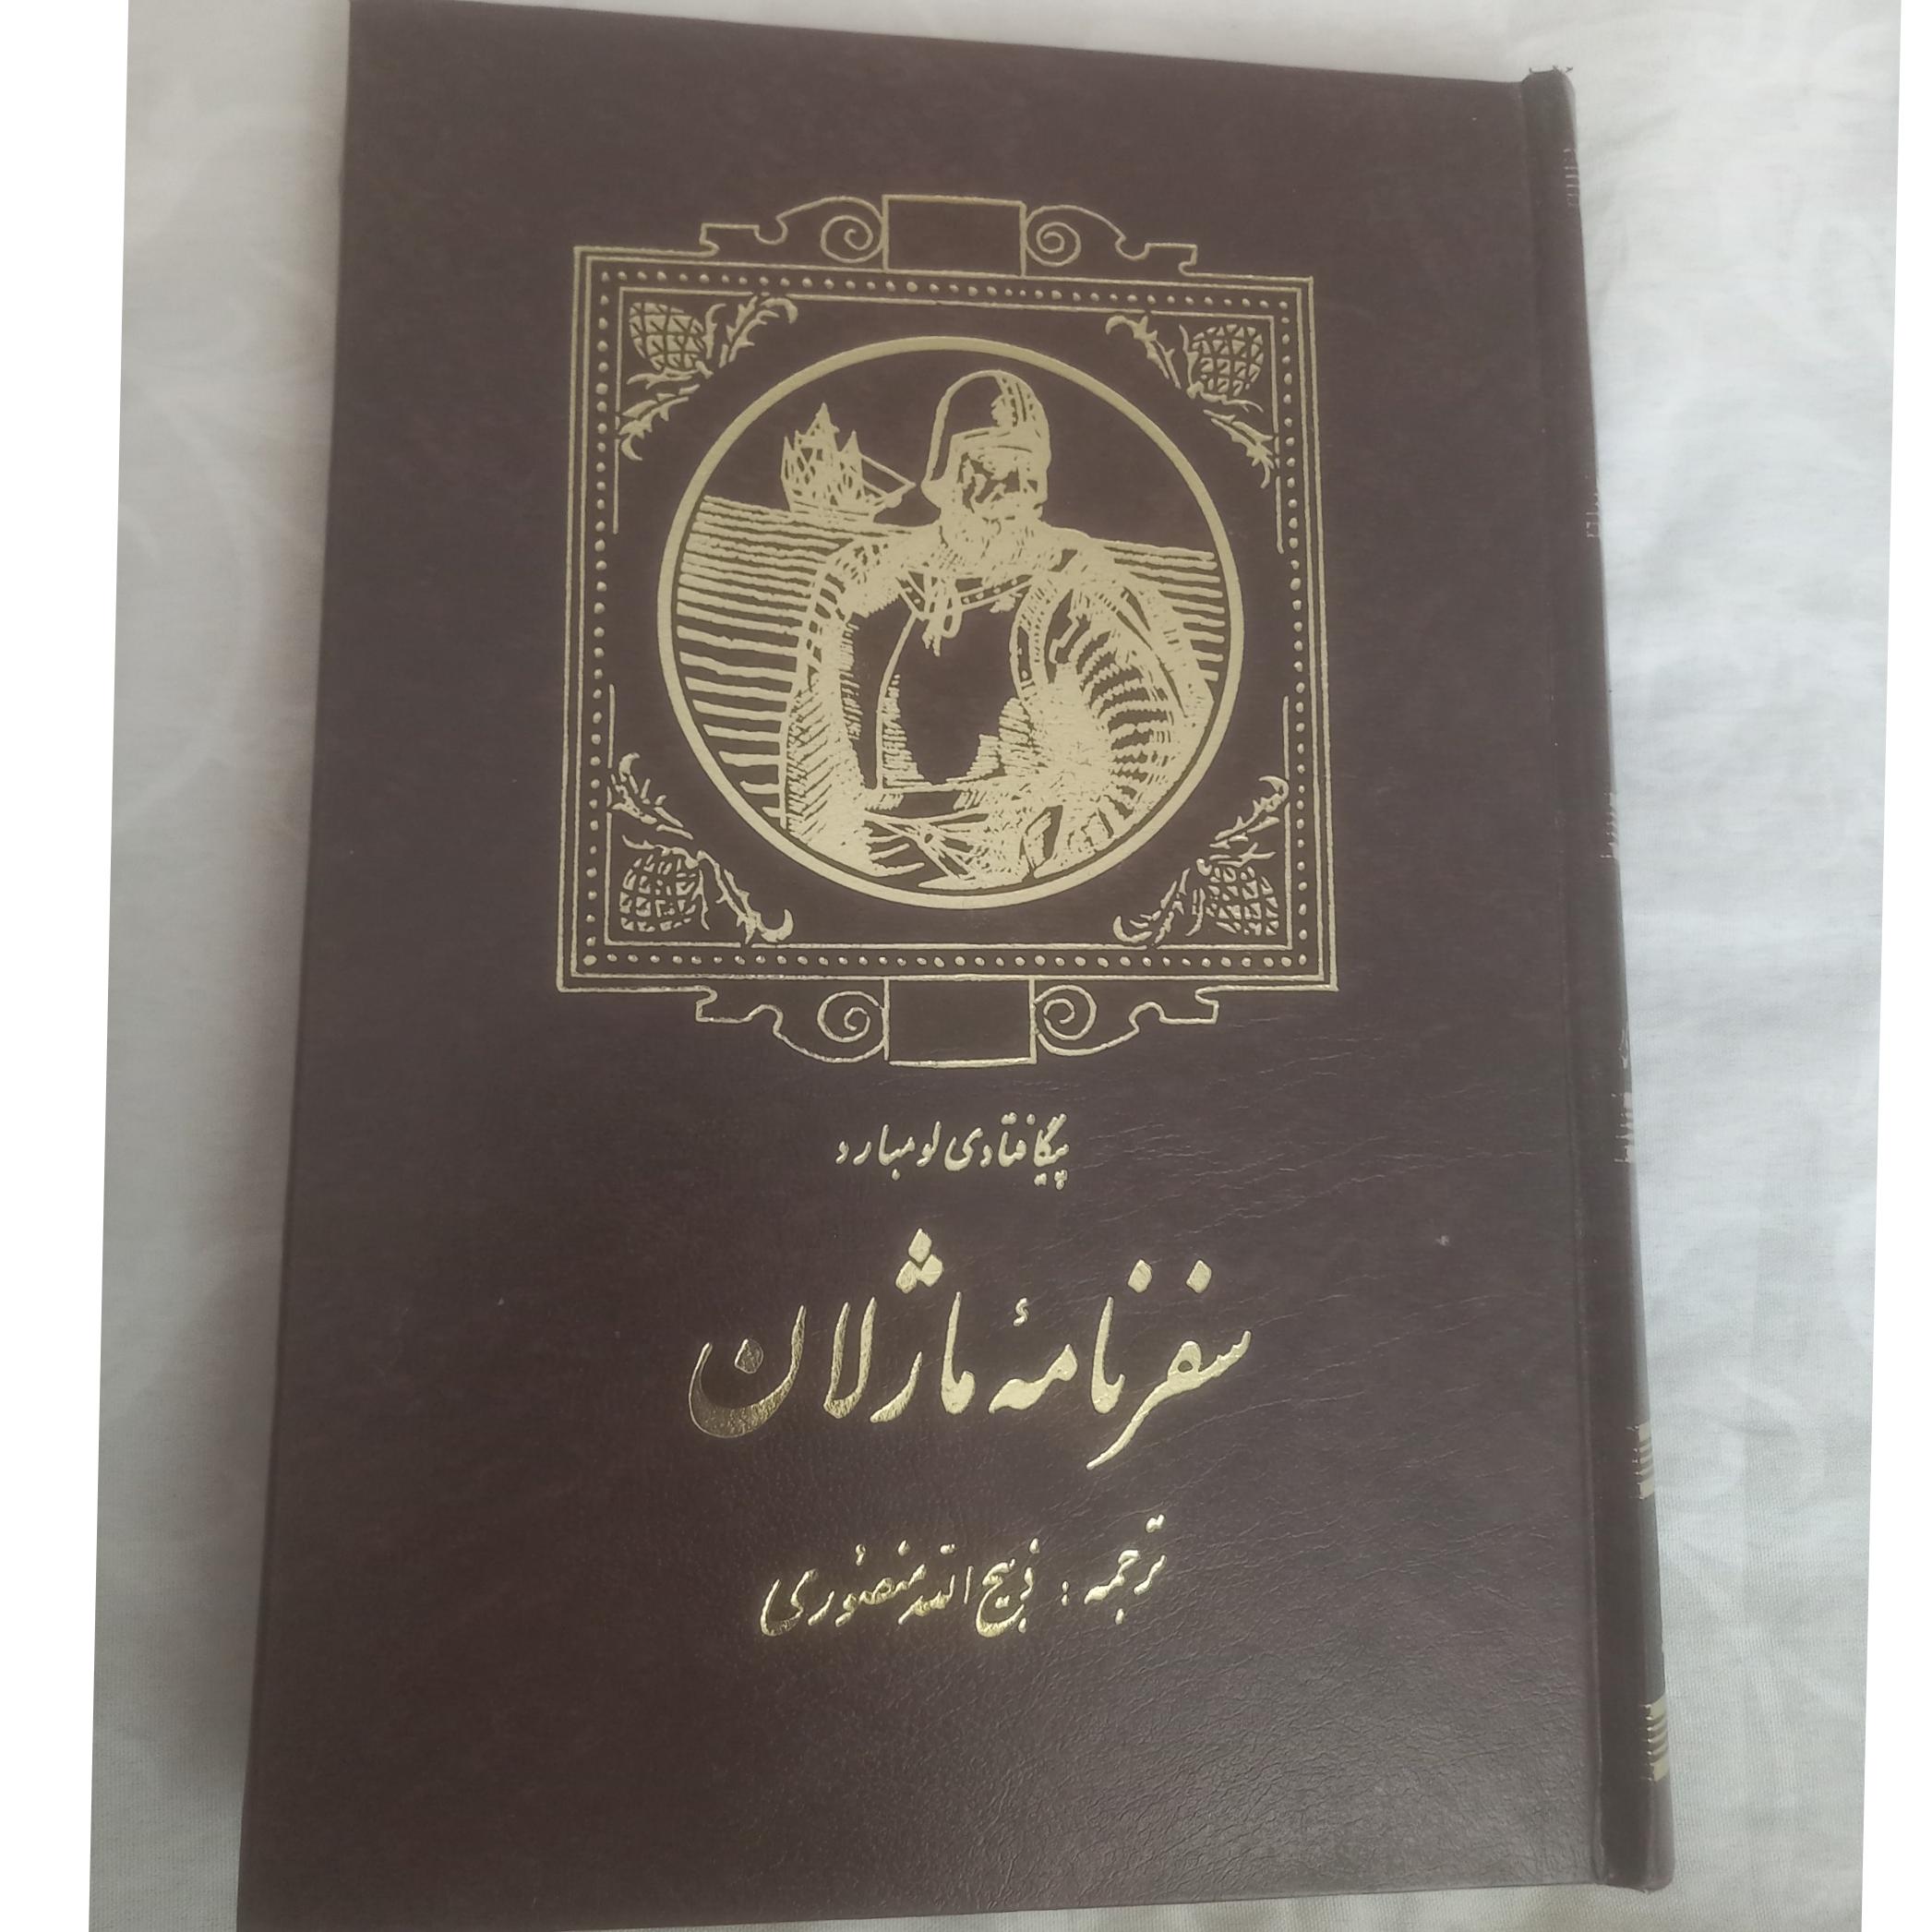 پیگافتادی لومبارد
سفرنامهٔ ماژلان
ترجمه: ذبیح الله منصوری